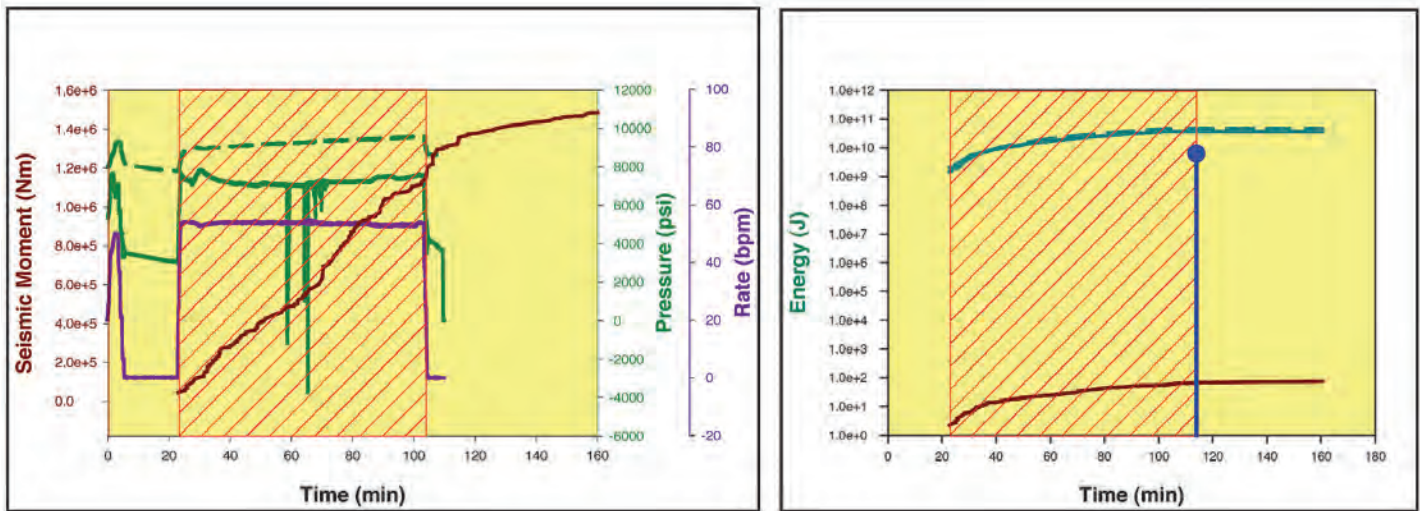 Seismic Moment (Nm)
1.6e+6
1.4e+6
1.2e+6
1.0e+6
8.0e+5
6.0e+5
4.0e+5
2.0e+5
0.0
0 20 40 60 80 100 120 140 160
Time (min)
12000
10000
8000
6000
4000
2000
0
-2000
-4000
-6000
Pressure (psi)
100
80
60
40
20
0
-20
Rate (bpm)
Energy (J)
1.0e+12
1.0e+11
1.0e+10
1.0e+9
1.0e+8
1.0e+7
1.0e+6
1.0e+5
1.0e+4
1.0e+3
1.0e+2
1.0e+1
1.0e+0
0 20 40 60 80 100 120 140 160 180
Time (min)